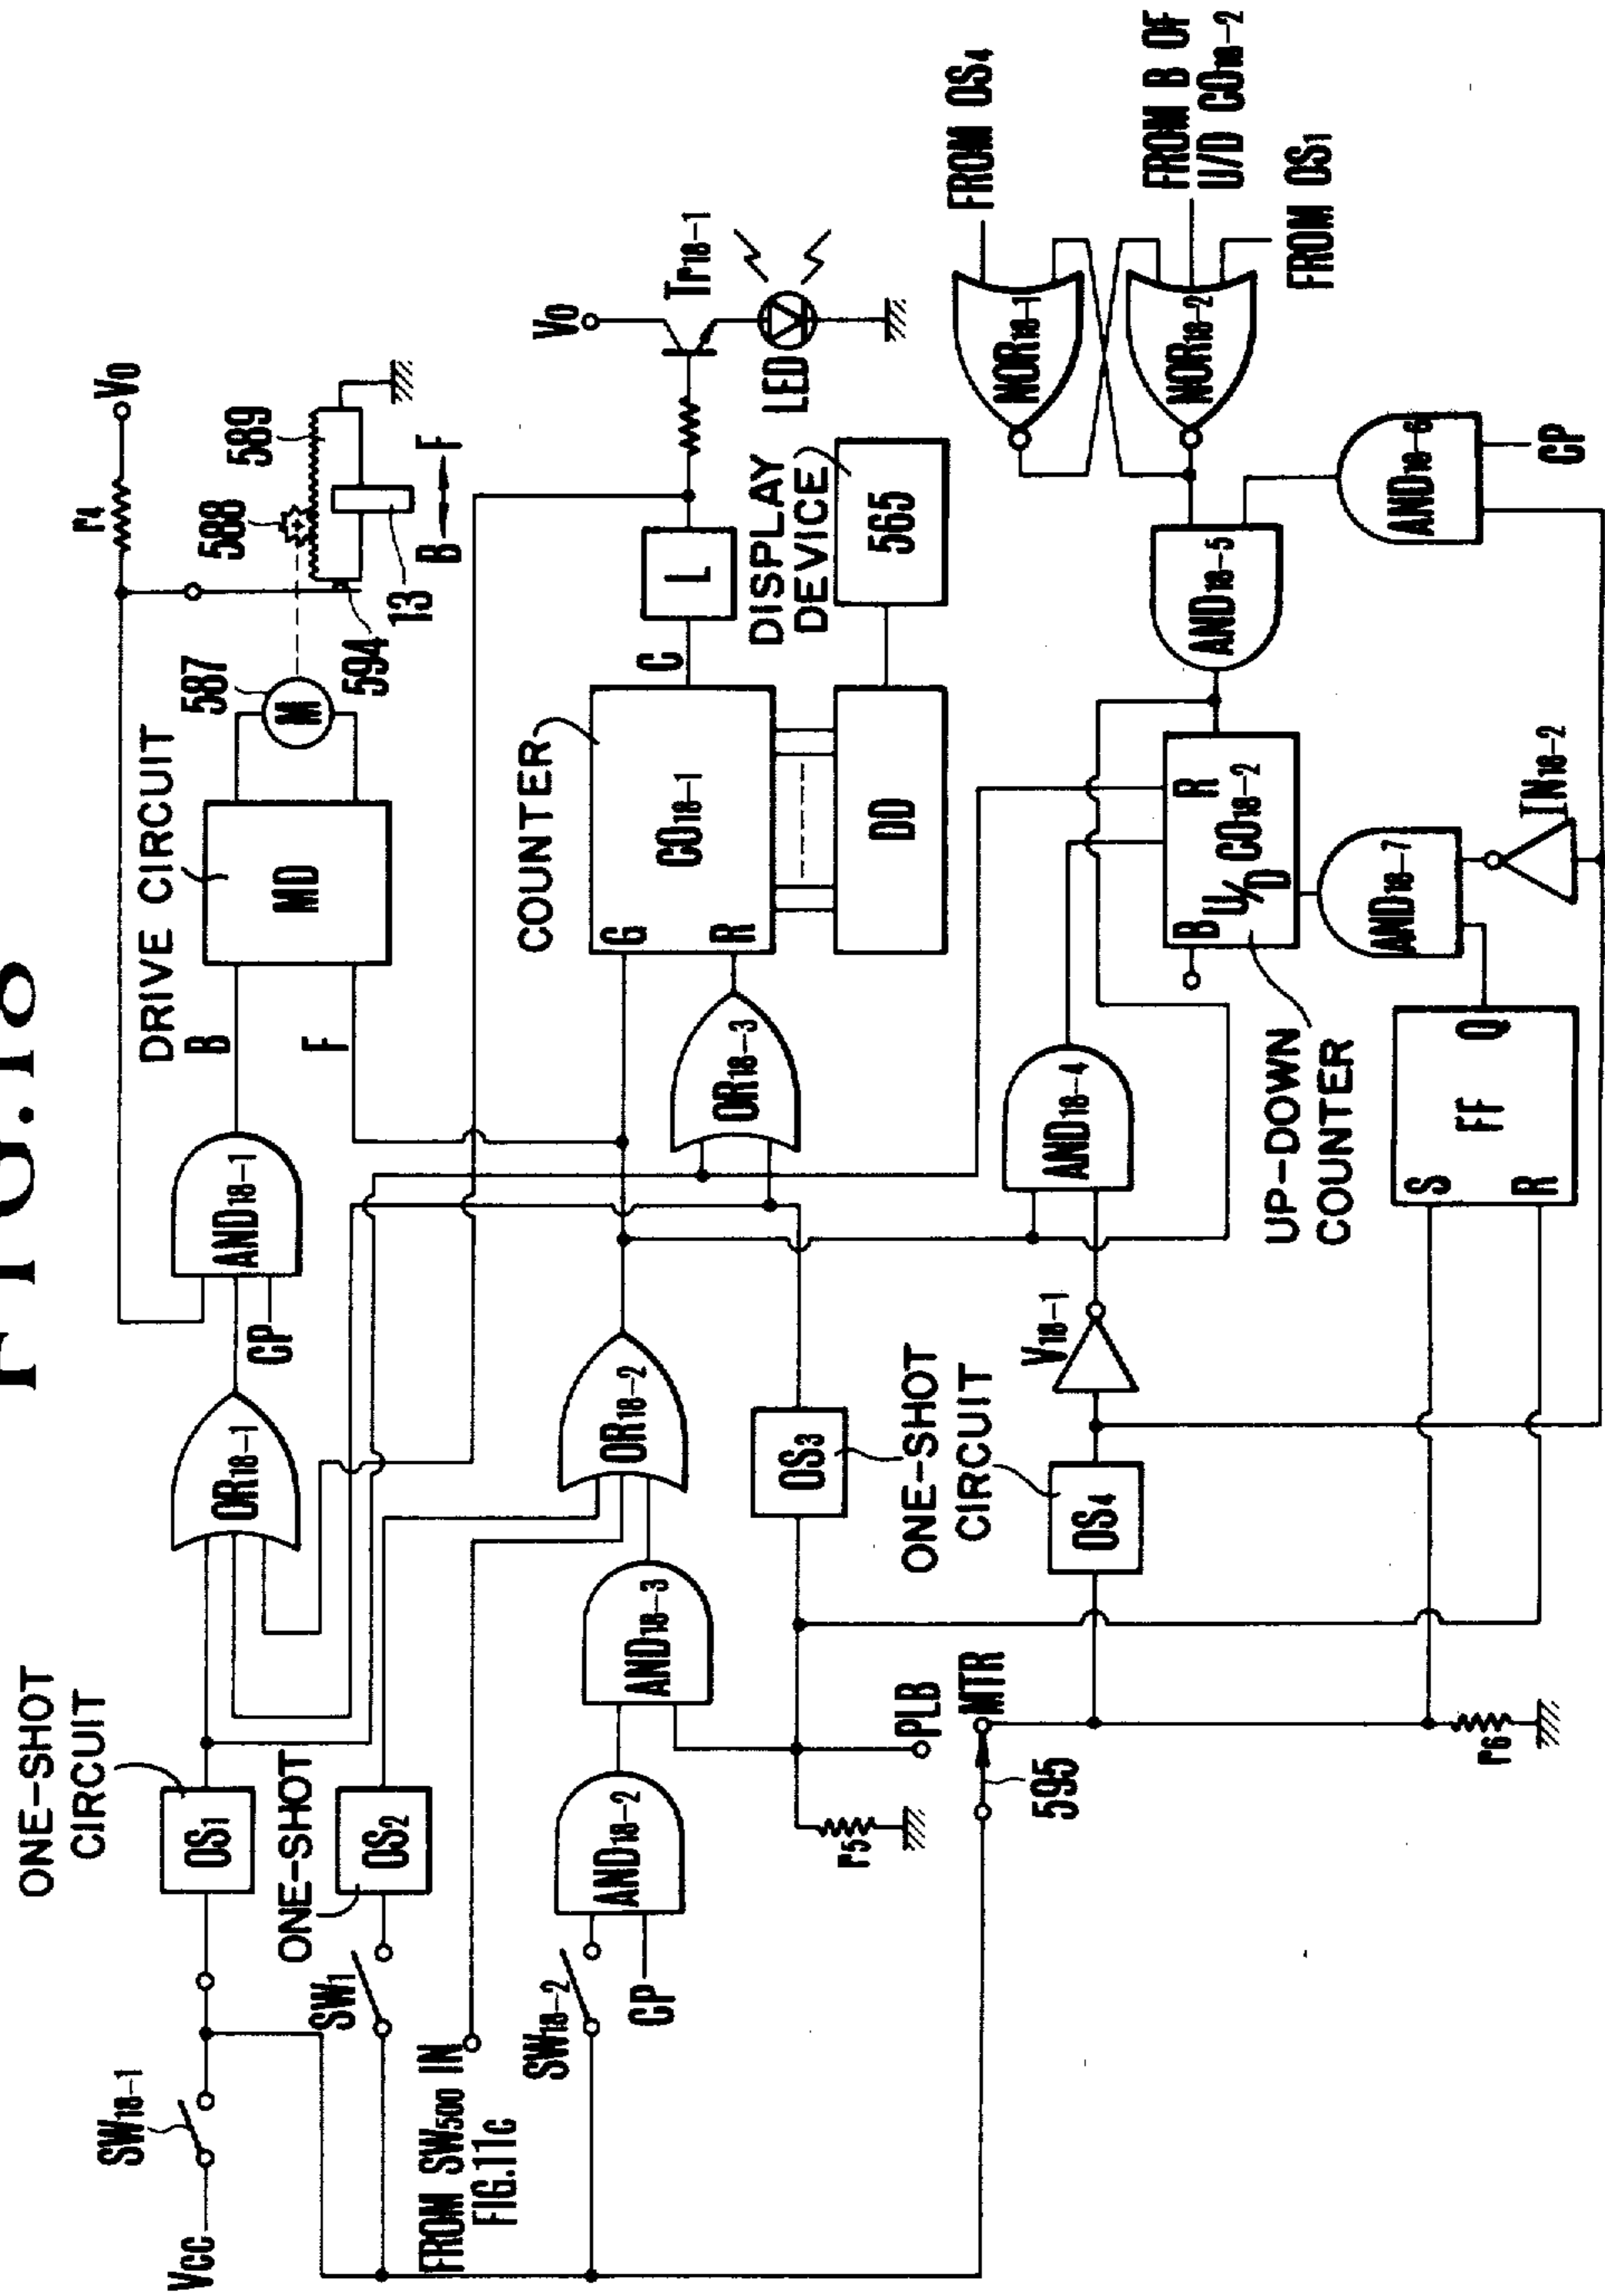 FIG.18
ONE-SHOT
CIRCUIT
SW18-1
VCC
OS1
OR18-1
AND18-1
CP
B
F
DRIVE CIRCUIT
MD
587
M
588
589
594
13
B
F
r4
V0
ONE-SHOT
OS2
SW1
FROM SW500 IN
FIG.11C
SW18-2
CP
AND18-2
AND18-3
OR18-2
OR18-3
COUNTER
G
R
CO18-1
C
L
DD
DISPLAY
DEVICE
565
V0
Tr18-1
LED
OS3
ONE-SHOT
CIRCUIT
OS4
r5
PLB
MTR
595
r6
V18-1
AND18-4
UP-DOWN
COUNTER
B
U/D
CO18-2
R
S
R
FF
Q
AND18-7
IN18-2
AND18-5
AND18-6
CP
NOR18-1
NOR18-2
FROM OS4
FROM B OF
U/D CO18-2
FROM OS1